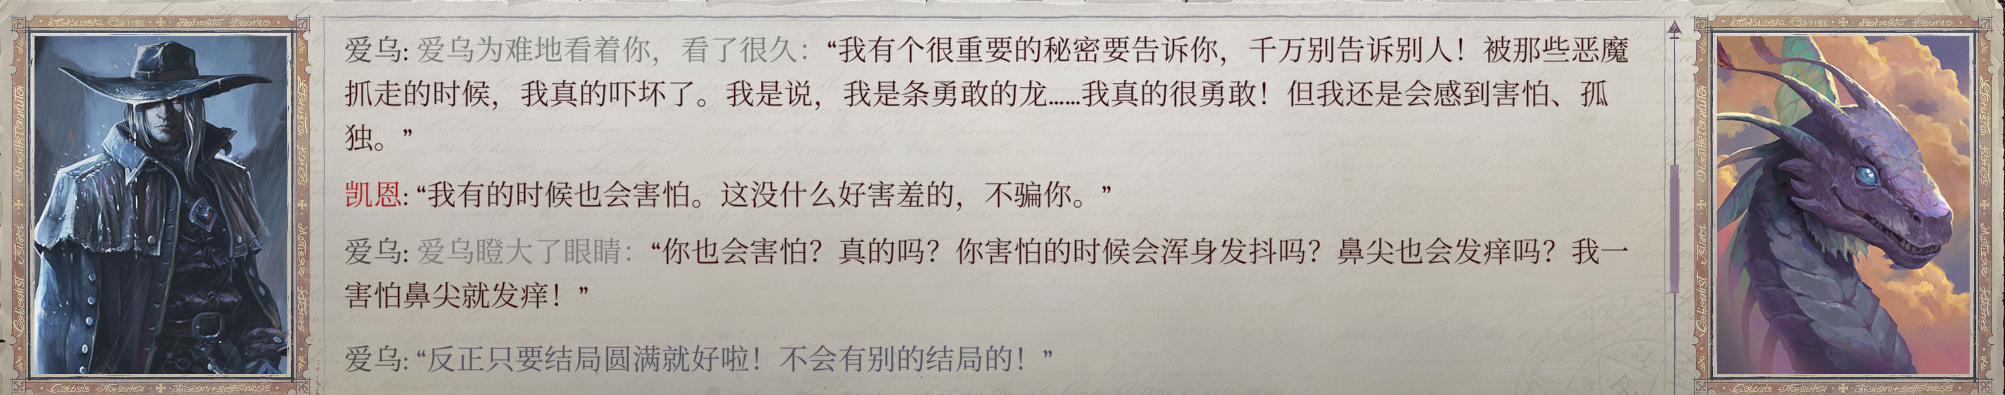 爱乌: 爱乌为难地看着你，看了很久：“我有个很重要的秘密要告诉你，千万别告诉别人！被那些恶魔
抓走的时候，我真的吓坏了。我是说，我是条勇敢的龙……我真的很勇敢！但我还是会感到害怕、孤
独。”
凯恩: “我有的时候也会害怕。这没什么好害羞的，不骗你。”
爱乌: 爱乌瞪大了眼睛：“你也会害怕？真的吗？你害怕的时候会浑身发抖吗？鼻尖也会发痒吗？我一
害怕鼻尖就发痒！”
爱乌: “反正只要结局圆满就好啦！不会有别的结局的！”